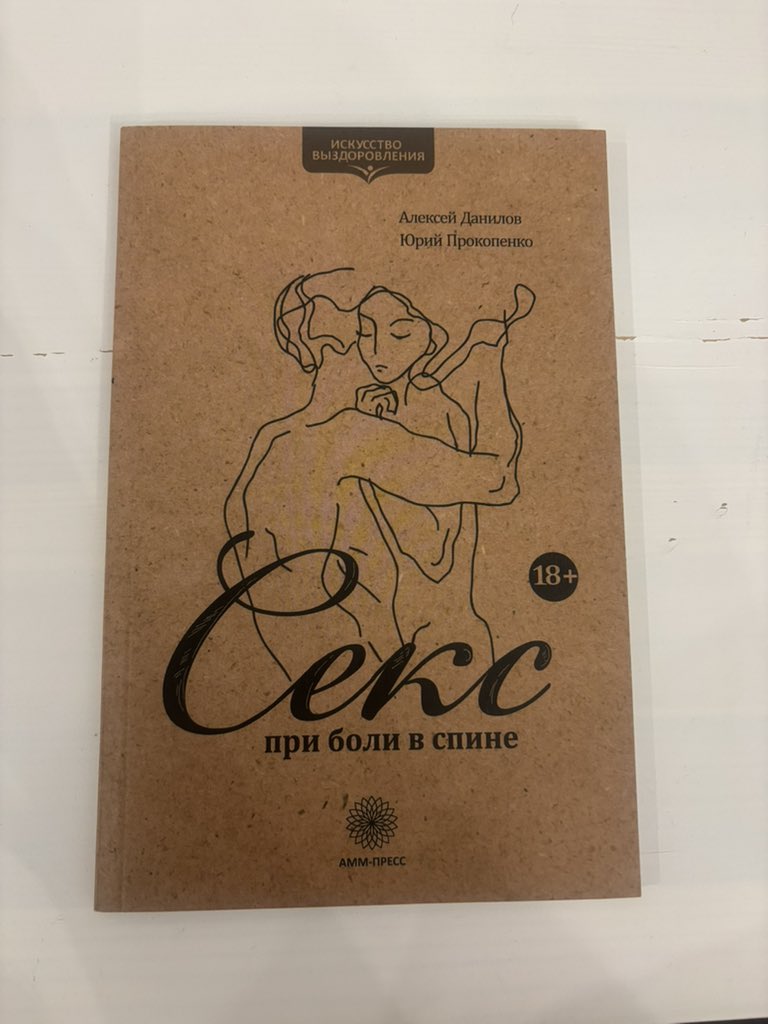 ИСКУССТВО
ВЫЗДОРОВЛЕНИЯ
Алексей Данилов
Юрий Прокопенко
18+
Секс
при боли в спине
АММ-ПРЕСС